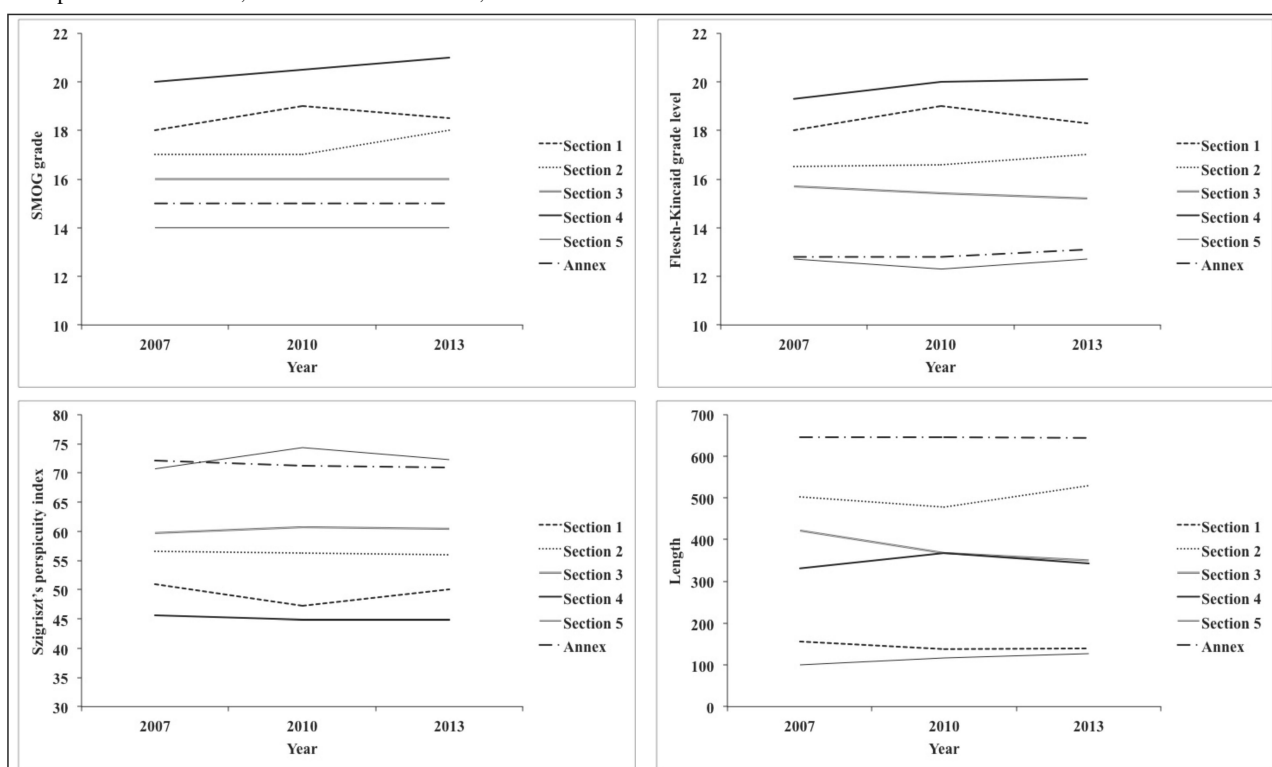 22
20
18
16
14
12
10
SMOG grade
2007
2010
2013
Year
Section 1
Section 2
Section 3
Section 4
Section 5
Annex
22
20
18
16
14
12
10
Flesch-Kincaid grade level
2007
2010
2013
Year
Section 1
Section 2
Section 3
Section 4
Section 5
Annex
80
75
70
65
60
55
50
45
40
35
30
Szigriszt's perspicuity index
2007
2010
2013
Year
Section 1
Section 2
Section 3
Section 4
Section 5
Annex
700
600
500
400
300
200
100
0
Length
2007
2010
2013
Year
Section 1
Section 2
Section 3
Section 4
Section 5
Annex